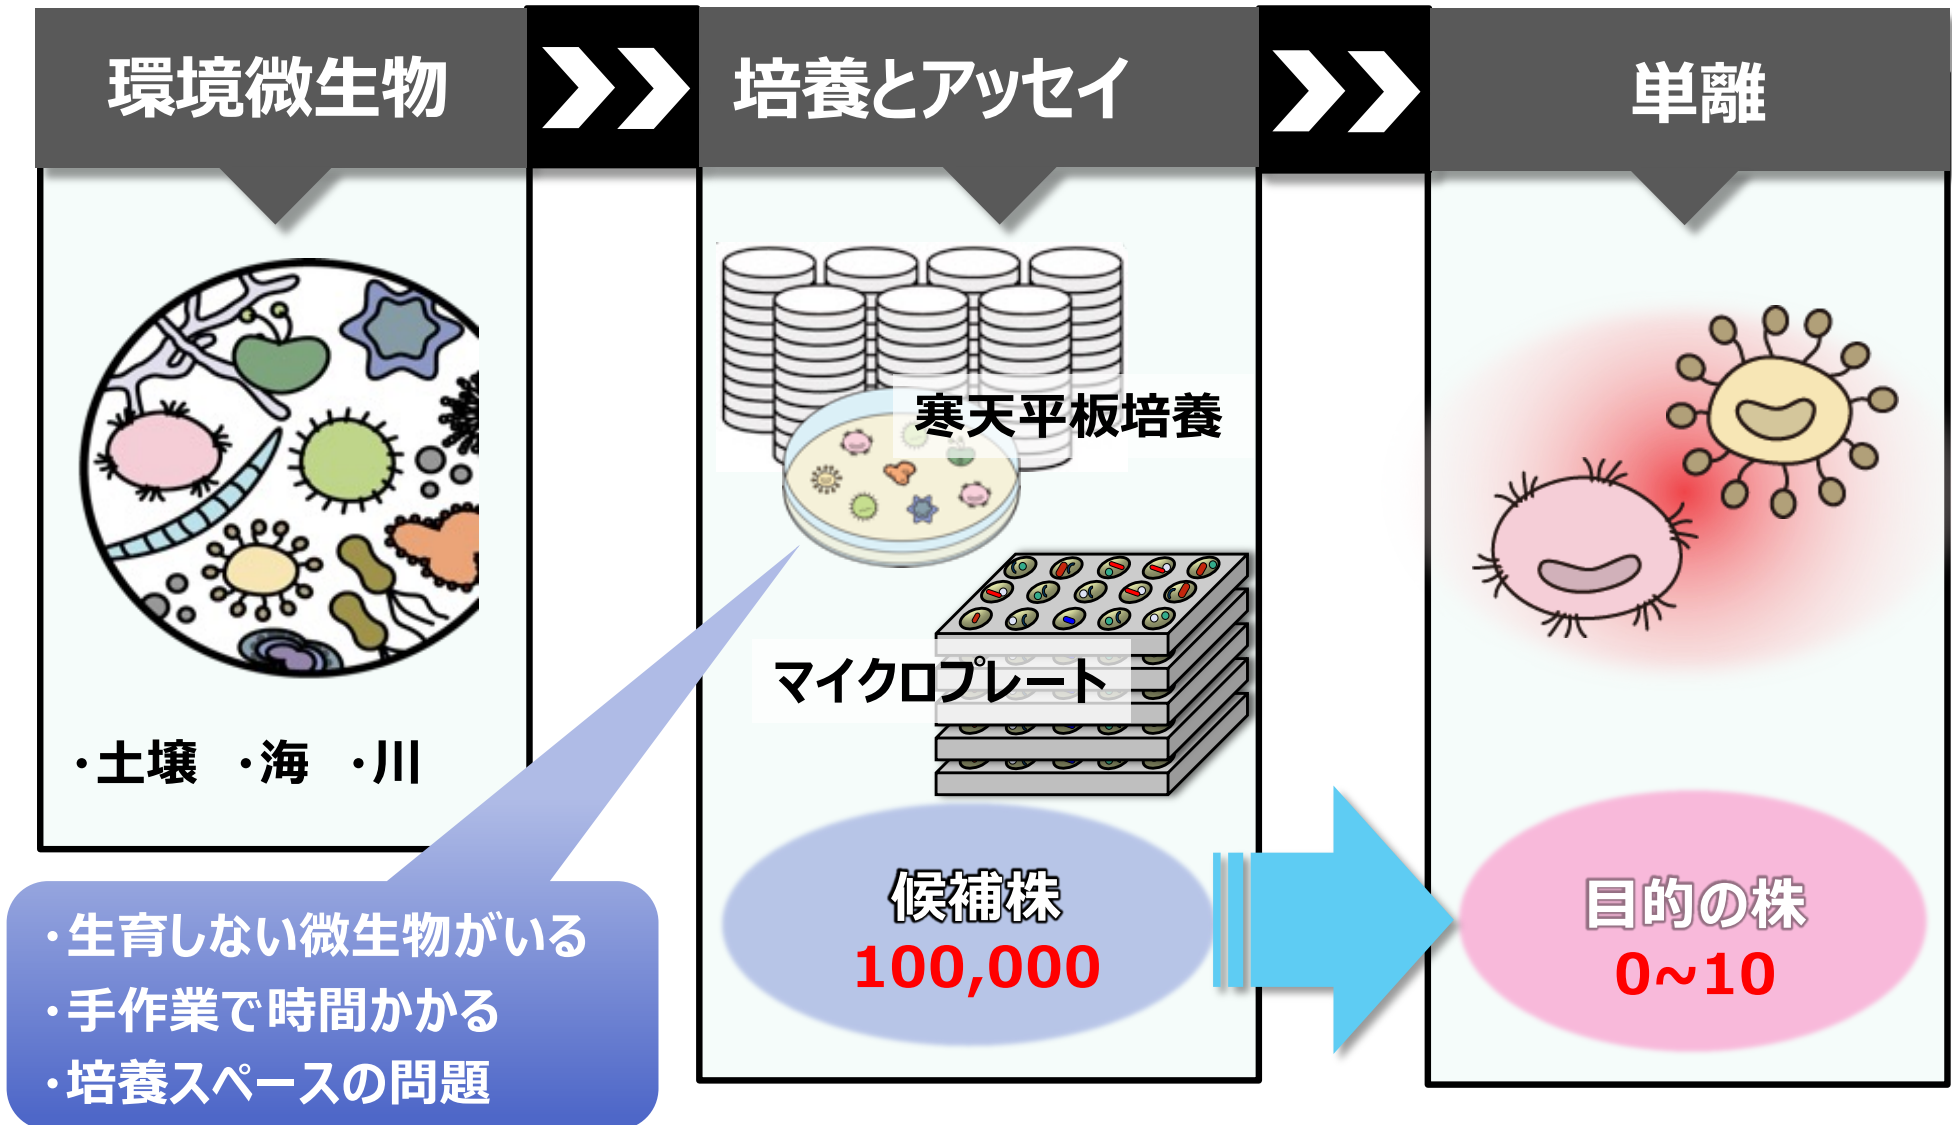 環境微生物
培養とアッセイ
単離
寒天平板培養
マイクロプレート
・土壌 ・海 ・川
候補株
100,000
目的の株
0~10
・生育しない微生物がいる
・手作業で時間かかる
・培養スペースの問題